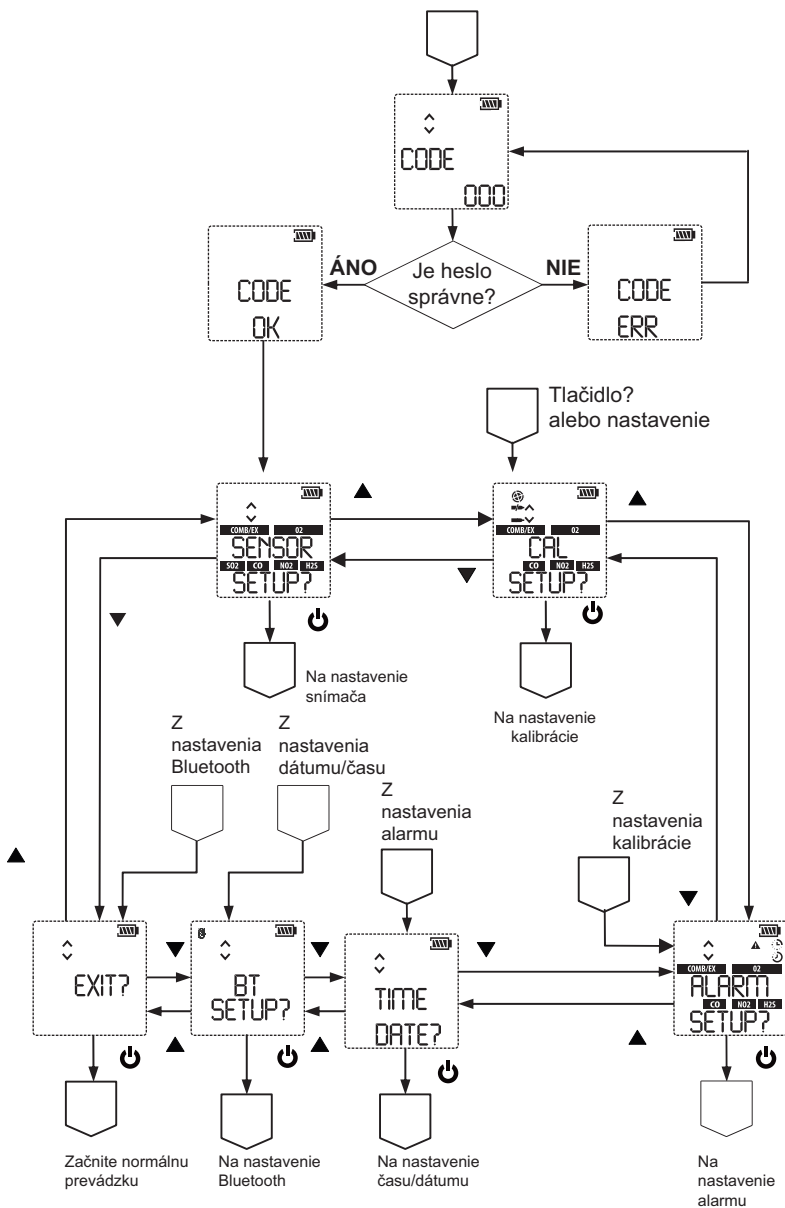 CODE
000
ÁNO
Je heslo
správne?
NIE
CODE
OK
CODE
ERR
Tlačidlo?
alebo nastavenie
COMB/EX O2
SENSOR
SO2 CO NO2 H2S
SETUP?
COMB/EX O2
CAL
CO NO2 H2S
SETUP?
Na nastavenie
snímača
Na nastavenie
kalibrácie
Z
nastavenia
Bluetooth
Z
nastavenia
dátumu/času
Z
nastavenia
alarmu
Z
nastavenia
kalibrácie
EXIT?
BT
SETUP?
TIME
DATE?
COMB/EX O2
ALARM
CO NO2 H2S
SETUP?
Začnite normálnu
prevádzku
Na nastavenie
Bluetooth
Na nastavenie
času/dátumu
Na
nastavenie
alarmu